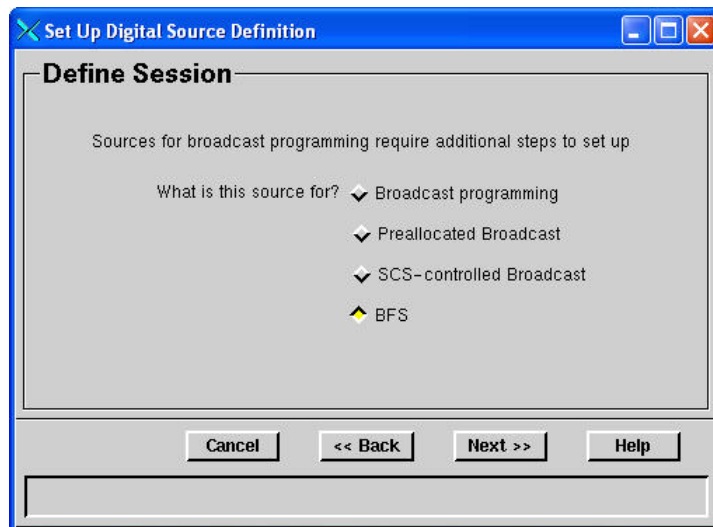 Set Up Digital Source Definition
Define Session
Sources for broadcast programming require additional steps to set up
What is this source for? Broadcast programming
Preallocated Broadcast
SCS-controlled Broadcast
BFS
Cancel << Back Next >> Help